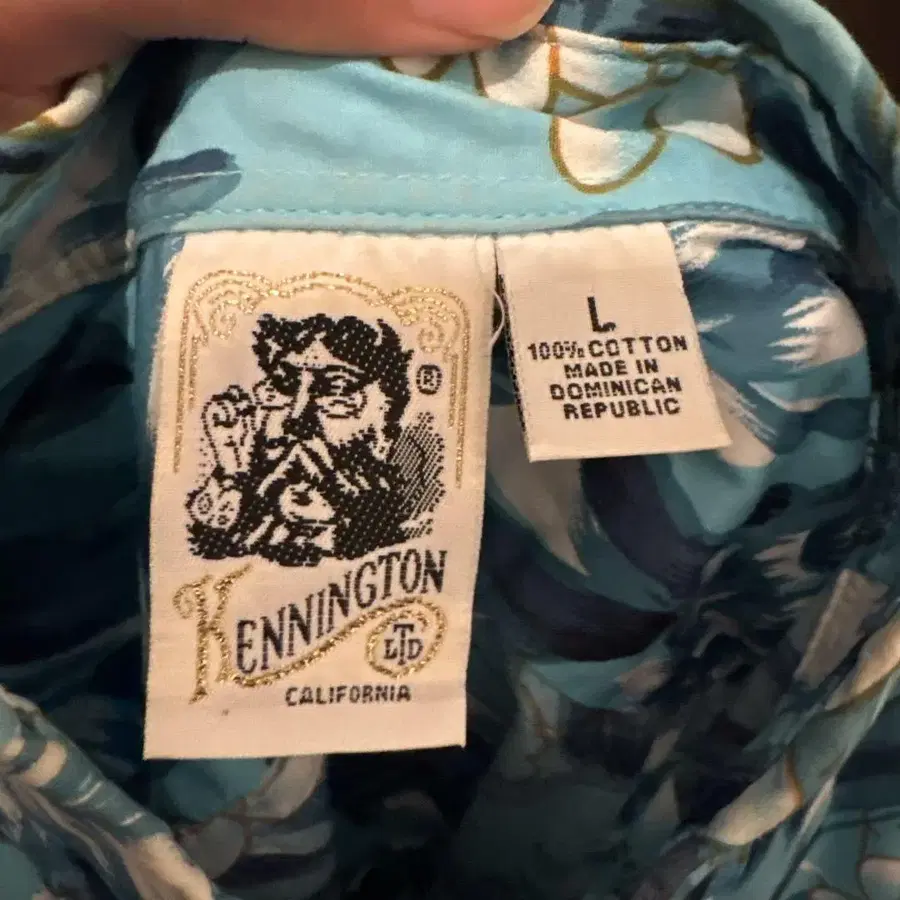 ®
KENNINGTON
LTD
CALIFORNIA
L
100% COTTON
MADE IN
DOMINICAN
REPUBLIC